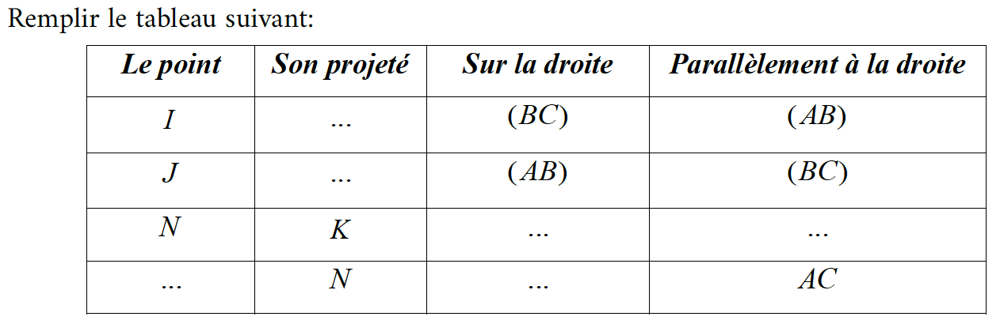 Remplir le tableau suivant:
Le point Son projeté Sur la droite Parallèlement à la droite
I ... (BC) (AB)
J ... (AB) (BC)
N K ... ...
... N ... AC